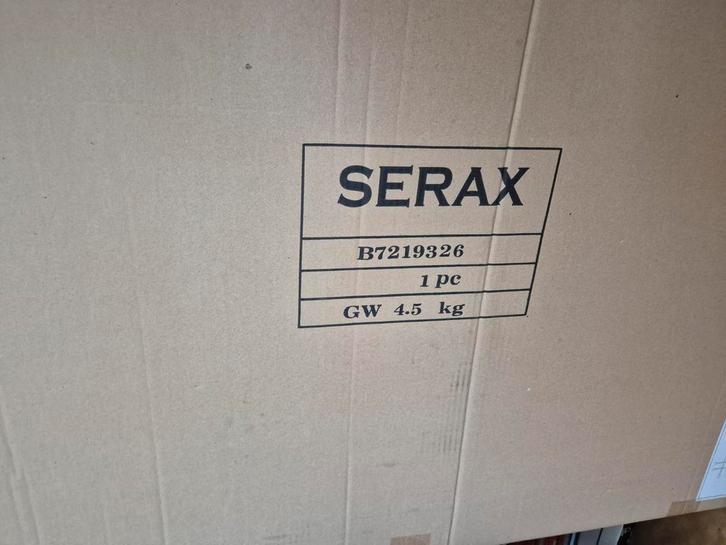 SERAX
B7219326
1 pc
GW 4.5 kg